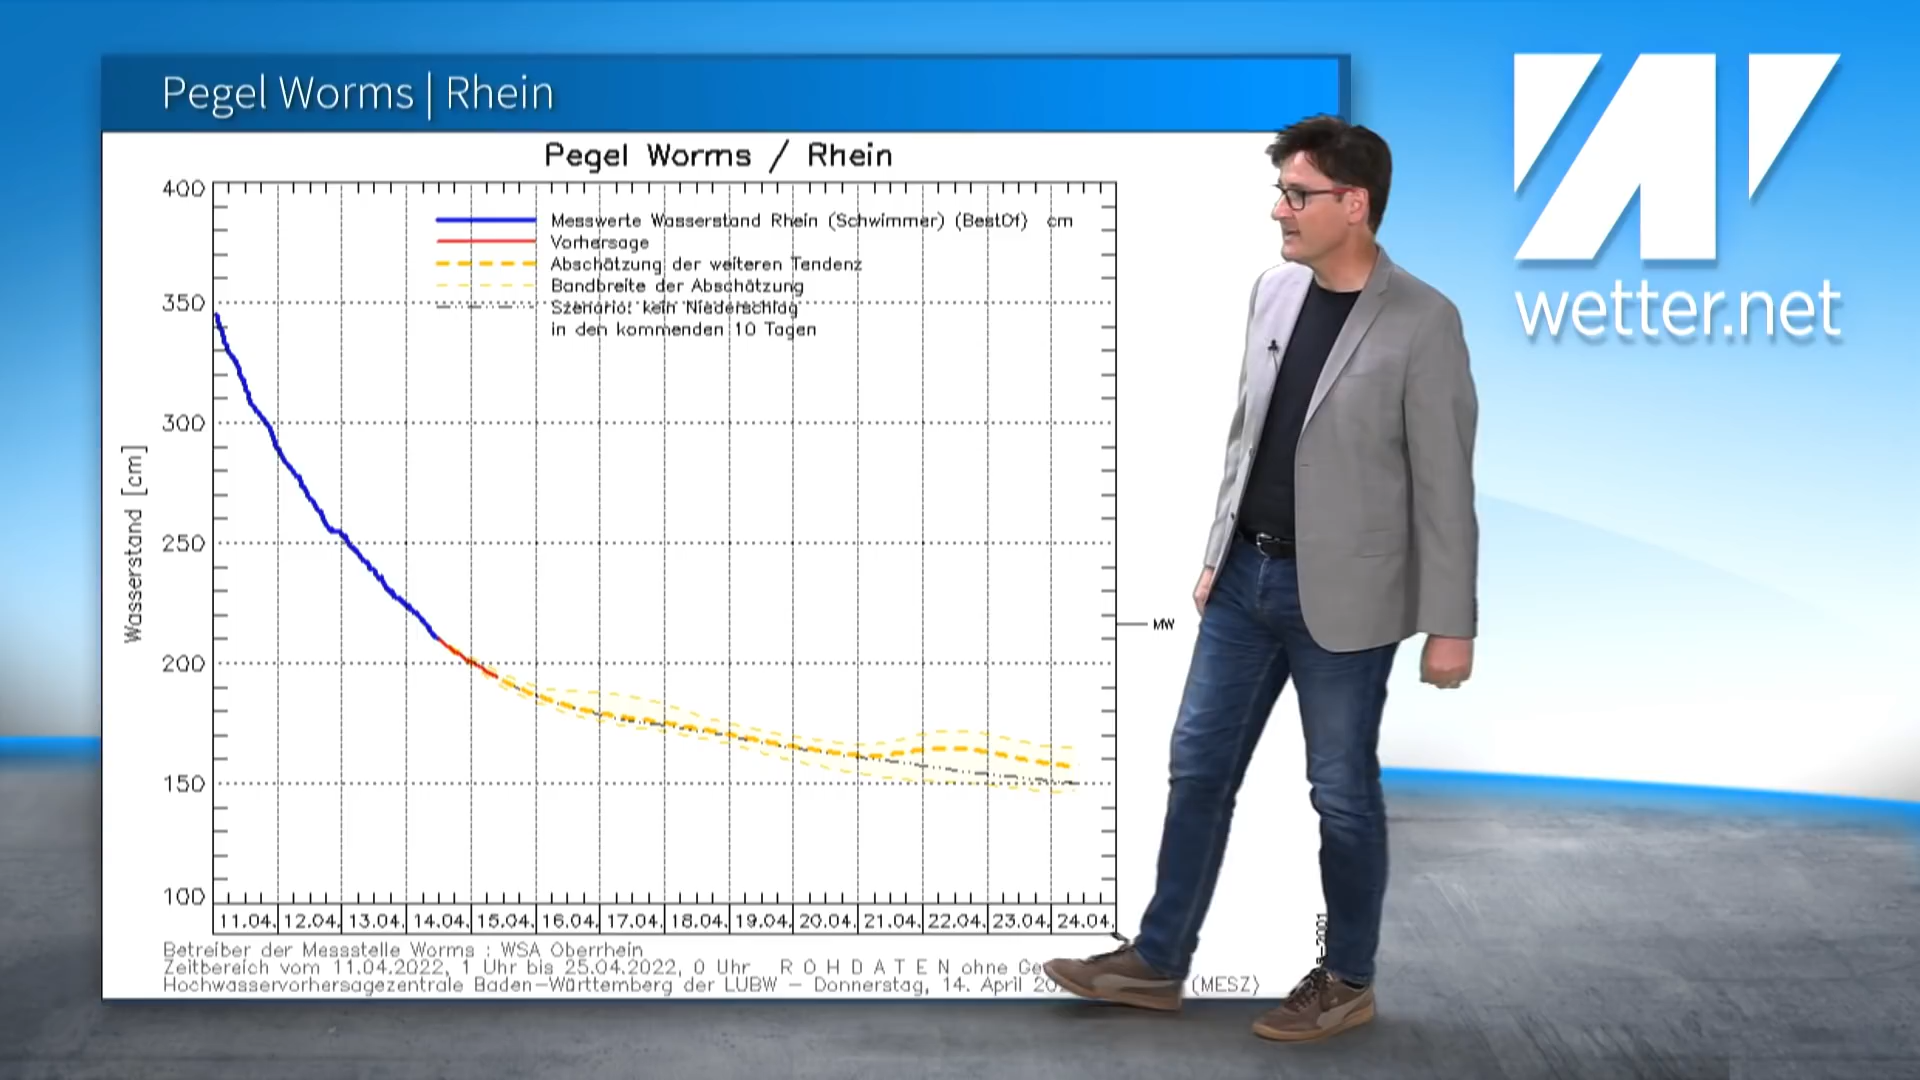 Pegel Worms | Rhein
wetter.net
Pegel Worms / Rhein
Messwerte Wasserstand Rhein (Schwimmer) (BestOf) cm
Vorhersage
Abschätzung der weiteren Tendenz
Bandbreite der Abschätzung
Szenario: kein Niederschlag
in den kommenden 10 Tagen
Wasserstand [cm]
400
350
300
250
200
150
100
MW
11.04. 12.04. 13.04. 14.04. 15.04. 16.04. 17.04. 18.04. 19.04. 20.04. 21.04. 22.04. 23.04. 24.04.
Betreiber der Messstelle Worms : WSA Oberrhein
Zeitbereich vom 11.04.2022, 1 Uhr bis 25.04.2022, 0 Uhr R O H D A T E N ohne
Hochwasservorhersagezentrale Baden-Württemberg der LUBW - Donnerstag, 14. April (MESZ)